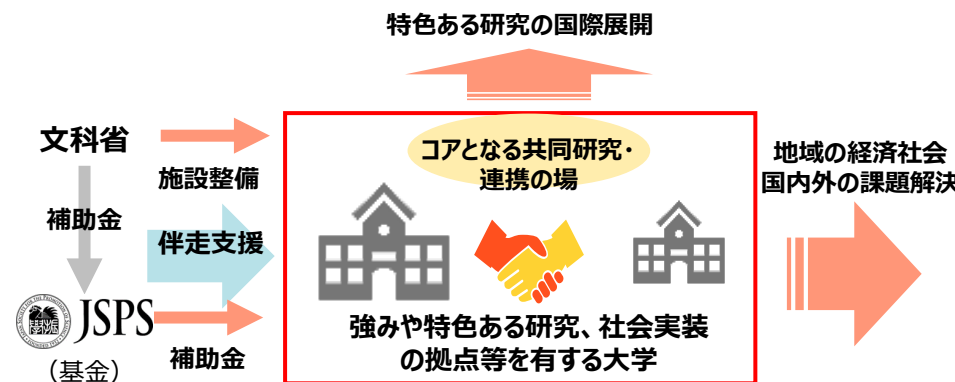 特色ある研究の国際展開
文科省
施設整備
補助金
伴走支援
JSPS
（基金）
補助金
コアとなる共同研究・
連携の場
強みや特色ある研究、社会実装
の拠点等を有する大学
地域の経済社会
国内外の課題解決